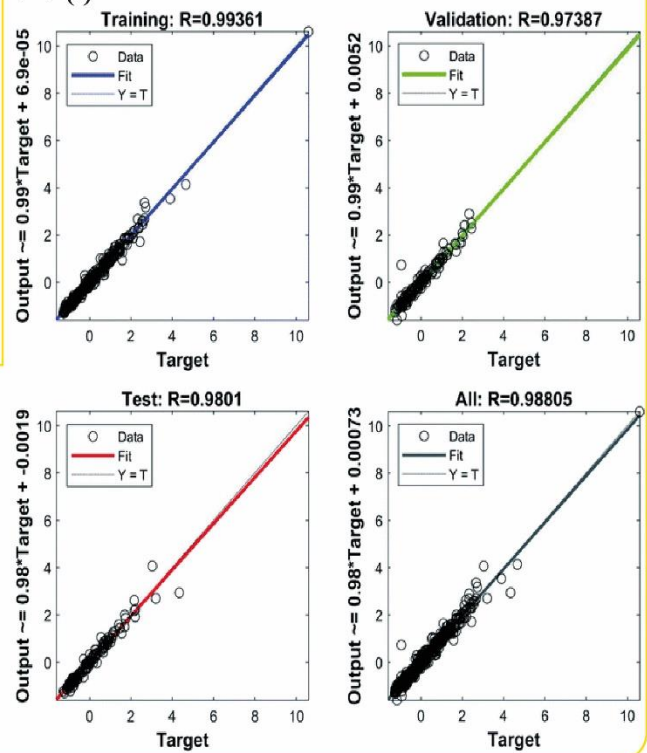 Training: R=0.99361
Output ~= 0.99*Target + 6.9e-05
10
8
6
4
2
0
Data
Fit
Y = T
0 2 4 6 8 10
Target
Validation: R=0.97387
Output ~= 0.99*Target + 0.0052
10
8
6
4
2
0
Data
Fit
Y = T
0 2 4 6 8 10
Target
Test: R=0.9801
Output ~= 0.98*Target + -0.0019
10
8
6
4
2
0
Data
Fit
Y = T
0 2 4 6 8 10
Target
All: R=0.98805
Output ~= 0.98*Target + 0.00073
10
8
6
4
2
0
Data
Fit
Y = T
0 2 4 6 8 10
Target